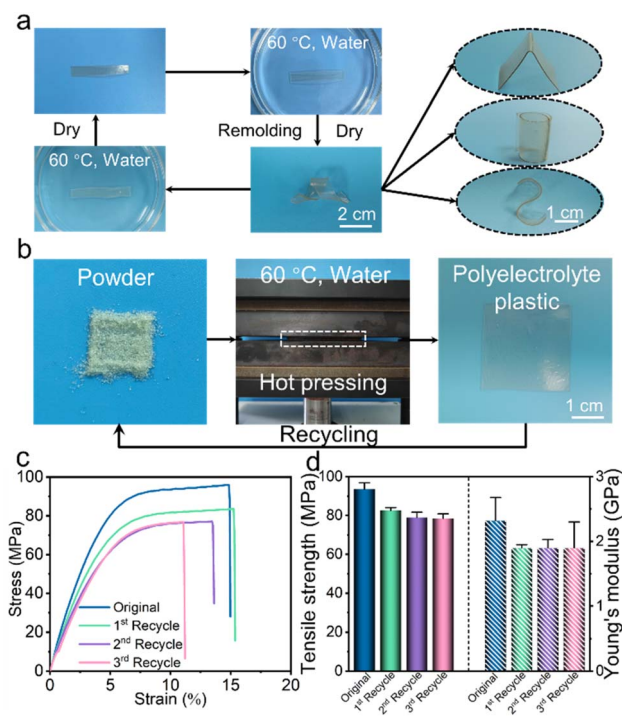 a
60 °C, Water
Dry
Remolding
Dry
60 °C, Water
2 cm
1 cm
b
Powder
60 °C, Water
Polyelectrolyte
plastic
Hot pressing
1 cm
Recycling
c
100
80
60
40
20
0
Stress (MPa)
Original
1st Recycle
2nd Recycle
3rd Recycle
0
5
10
15
20
Strain (%)
d
100
80
60
40
20
0
Tensile strength (MPa)
Original
1st Recycle
2nd Recycle
3rd Recycle
Original
1st Recycle
2nd Recycle
3rd Recycle
3
2
1
0
Young's modulus (GPa)